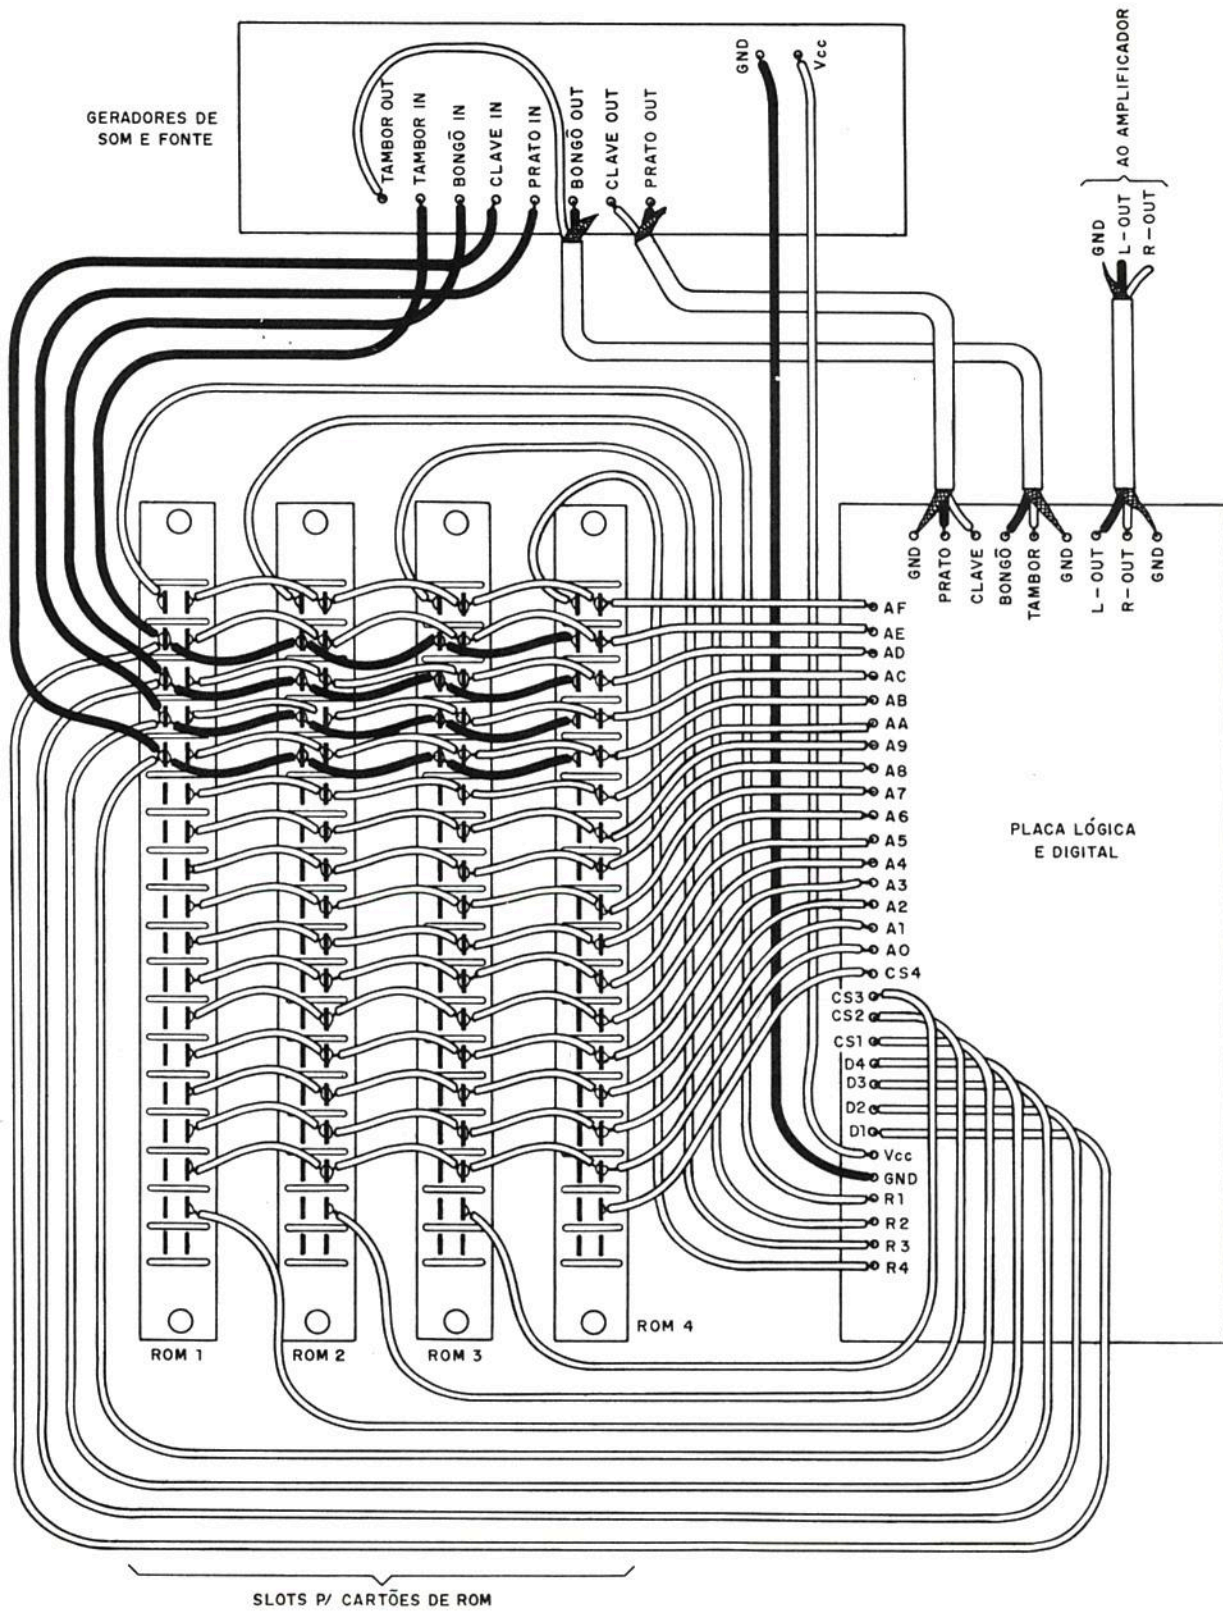 GERADORES DE
SOM E FONTE
TAMBOR OUT
TAMBOR IN
BONGÔ IN
CLAVE IN
PRATO IN
BONGÔ OUT
CLAVE OUT
PRATO OUT
GND
Vcc
AO AMPLIFICADOR
GND
L-OUT
R-OUT
GND
PRATO
CLAVE
BONGÔ
TAMBOR
GND
L-OUT
R-OUT
GND
AF
AE
AD
AC
AB
AA
A9
A8
A7
A6
A5
A4
A3
A2
A1
A0
CS4
CS3
CS2
CS1
D4
D3
D2
D1
Vcc
GND
R1
R2
R3
R4
PLACA LÓGICA
E DIGITAL
ROM 1
ROM 2
ROM 3
ROM 4
SLOTS P/ CARTÕES DE ROM